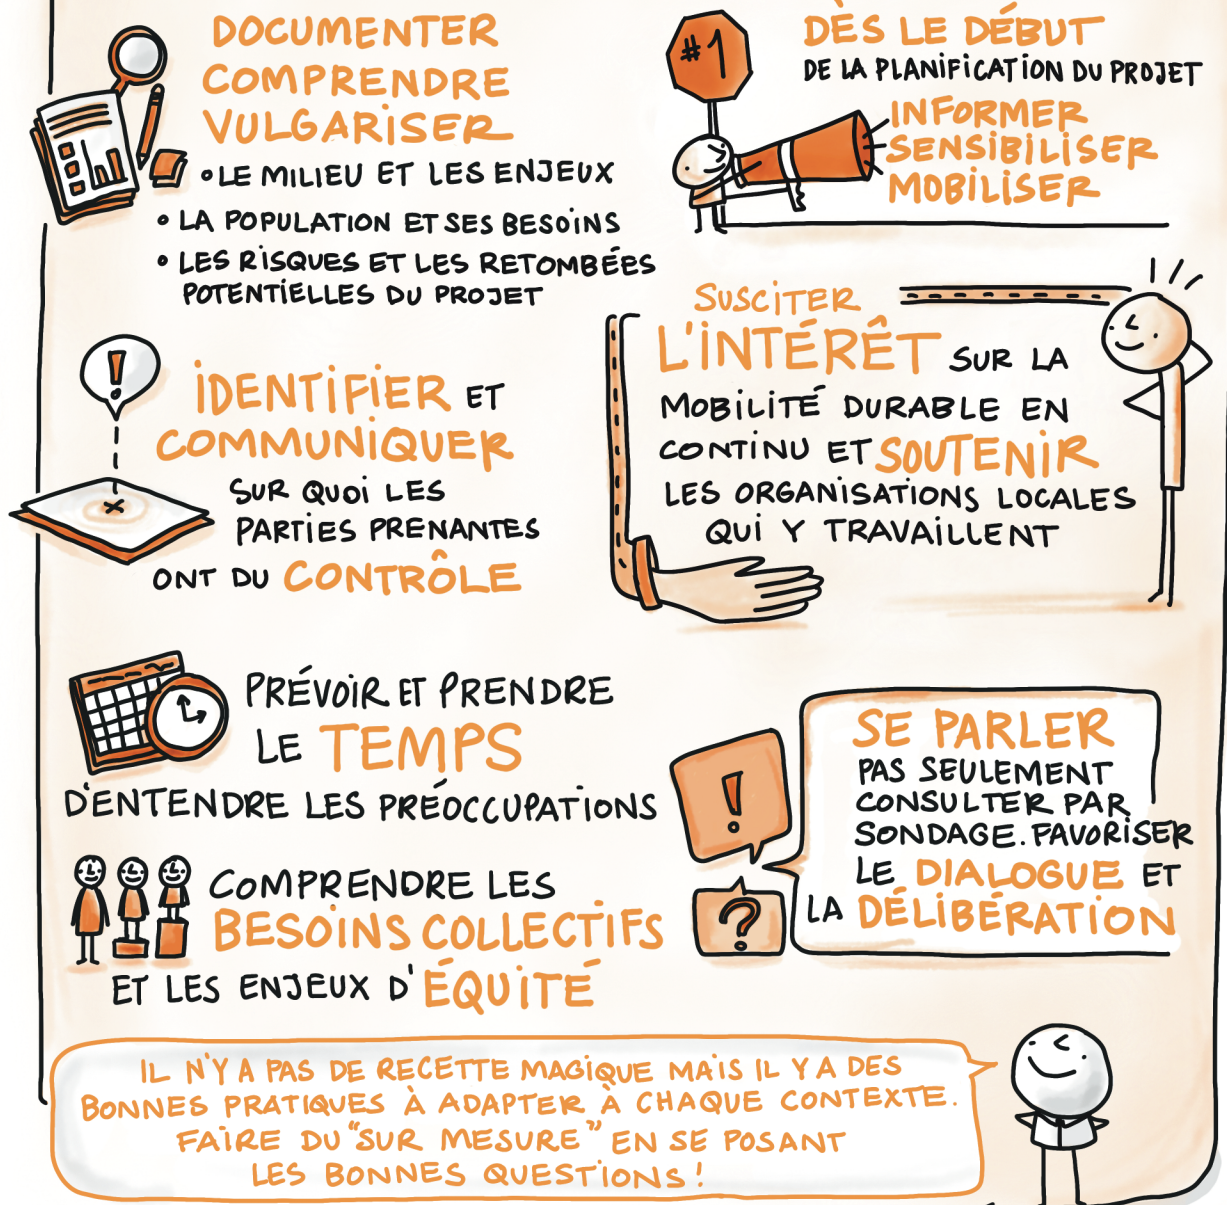 DOCUMENTER
COMPRENDRE
VULGARISER
• LE MILIEU ET LES ENJEUX
• LA POPULATION ET SES BESOINS
• LES RISQUES ET LES RETOMBÉES
POTENTIELLES DU PROJET
#1
DÈS LE DÉBUT
DE LA PLANIFICATION DU PROJET
INFORMER
SENSIBILISER
MOBILISER
!
IDENTIFIER ET
COMMUNIQUER
SUR QUOI LES
PARTIES PRENANTES
ONT DU CONTRÔLE
SUSCITER
L'INTÉRÊT SUR LA
MOBILITÉ DURABLE EN
CONTINU ET SOUTENIR
LES ORGANISATIONS LOCALES
QUI Y TRAVAILLENT
PRÉVOIR ET PRENDRE
LE TEMPS
D'ENTENDRE LES PRÉOCCUPATIONS
!
?
SE PARLER
PAS SEULEMENT
CONSULTER PAR
SONDAGE. FAVORISER
LE DIALOGUE ET
LA DÉLIBÉRATION
COMPRENDRE LES
BESOINS COLLECTIFS
ET LES ENJEUX D'ÉQUITÉ
IL N'Y A PAS DE RECETTE MAGIQUE MAIS IL Y A DES
BONNES PRATIQUES À ADAPTER À CHAQUE CONTEXTE.
FAIRE DU "SUR MESURE" EN SE POSANT
LES BONNES QUESTIONS !